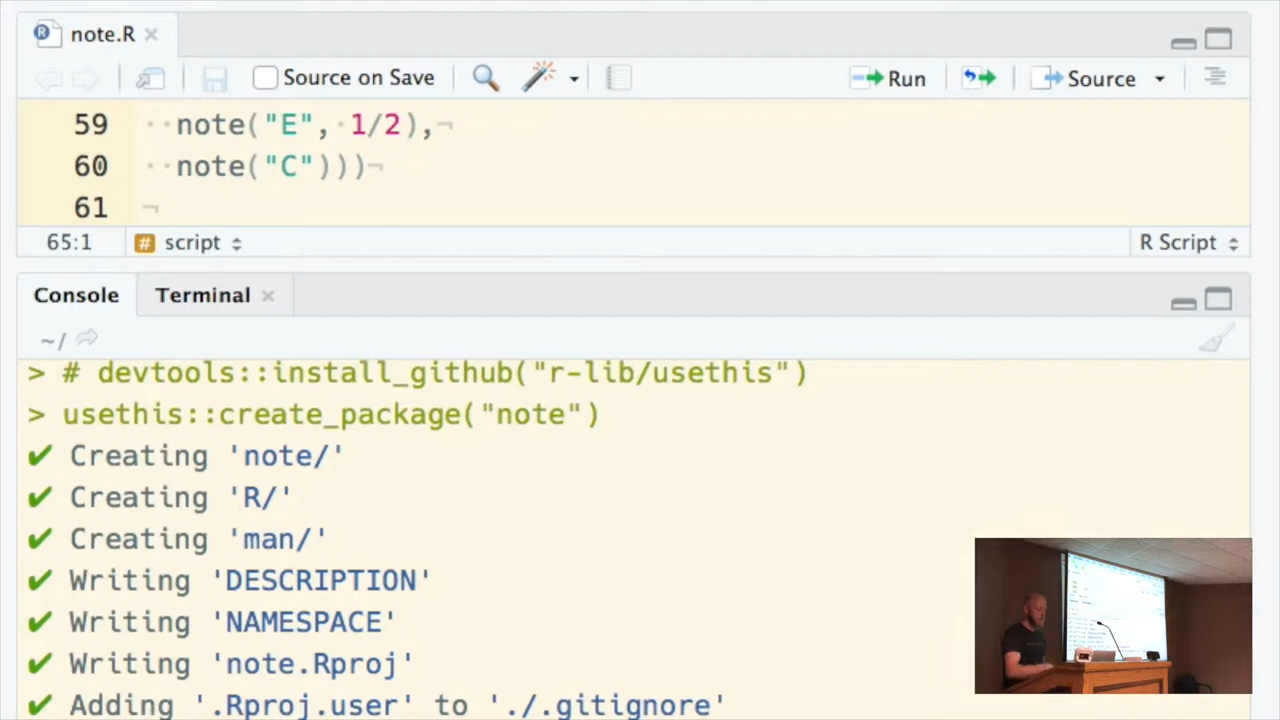 note.R
Source on Save
Run
Source
59 note("E", 1/2),¬
60 note("C")))¬
61 ¬
65:1 # script R Script
Console Terminal
~/
> # devtools::install_github("r-lib/usethis")
> usethis::create_package("note")
✔ Creating 'note/'
✔ Creating 'R/'
✔ Creating 'man/'
✔ Writing 'DESCRIPTION'
✔ Writing 'NAMESPACE'
✔ Writing 'note.Rproj'
✔ Adding '.Rproj.user' to './.gitignore'